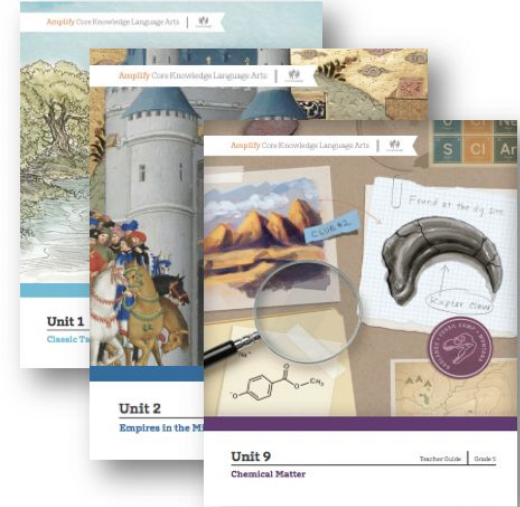 Amplify Core Knowledge Language Arts
Unit 1
Classic Ta
Amplify Core Knowledge Language Arts
Unit 2
Empires in the Mi
Amplify Core Knowledge Language Arts
S Cl Ar
Found at the dig site
CLUE #2
Raptor Claw
CH₃
Unit 9
Teacher Guide | Grade 5
Chemical Matter